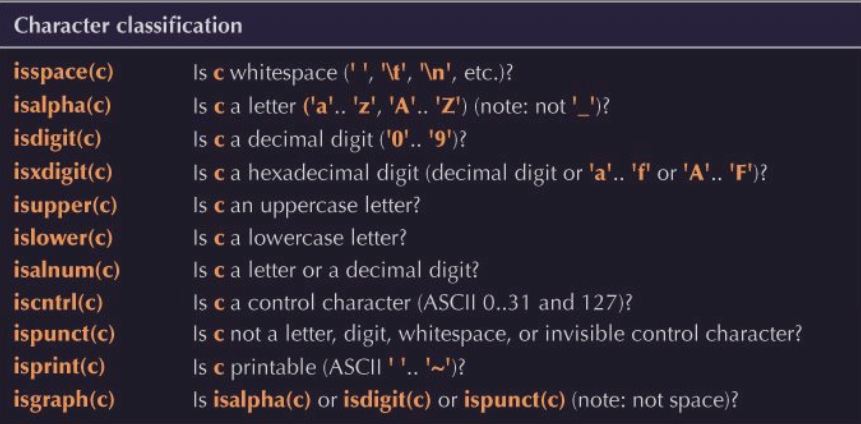 Character classification
isspace(c) Is c whitespace (' ', '\t', '\n', etc.)?
isalpha(c) Is c a letter ('a'.. 'z', 'A'.. 'Z') (note: not '_')?
isdigit(c) Is c a decimal digit ('0'.. '9')?
isxdigit(c) Is c a hexadecimal digit (decimal digit or 'a'.. 'f' or 'A'.. 'F')?
isupper(c) Is c an uppercase letter?
islower(c) Is c a lowercase letter?
isalnum(c) Is c a letter or a decimal digit?
iscntrl(c) Is c a control character (ASCII 0..31 and 127)?
ispunct(c) Is c not a letter, digit, whitespace, or invisible control character?
isprint(c) Is c printable (ASCII ' '.. '~')?
isgraph(c) Is isalpha(c) or isdigit(c) or ispunct(c) (note: not space)?